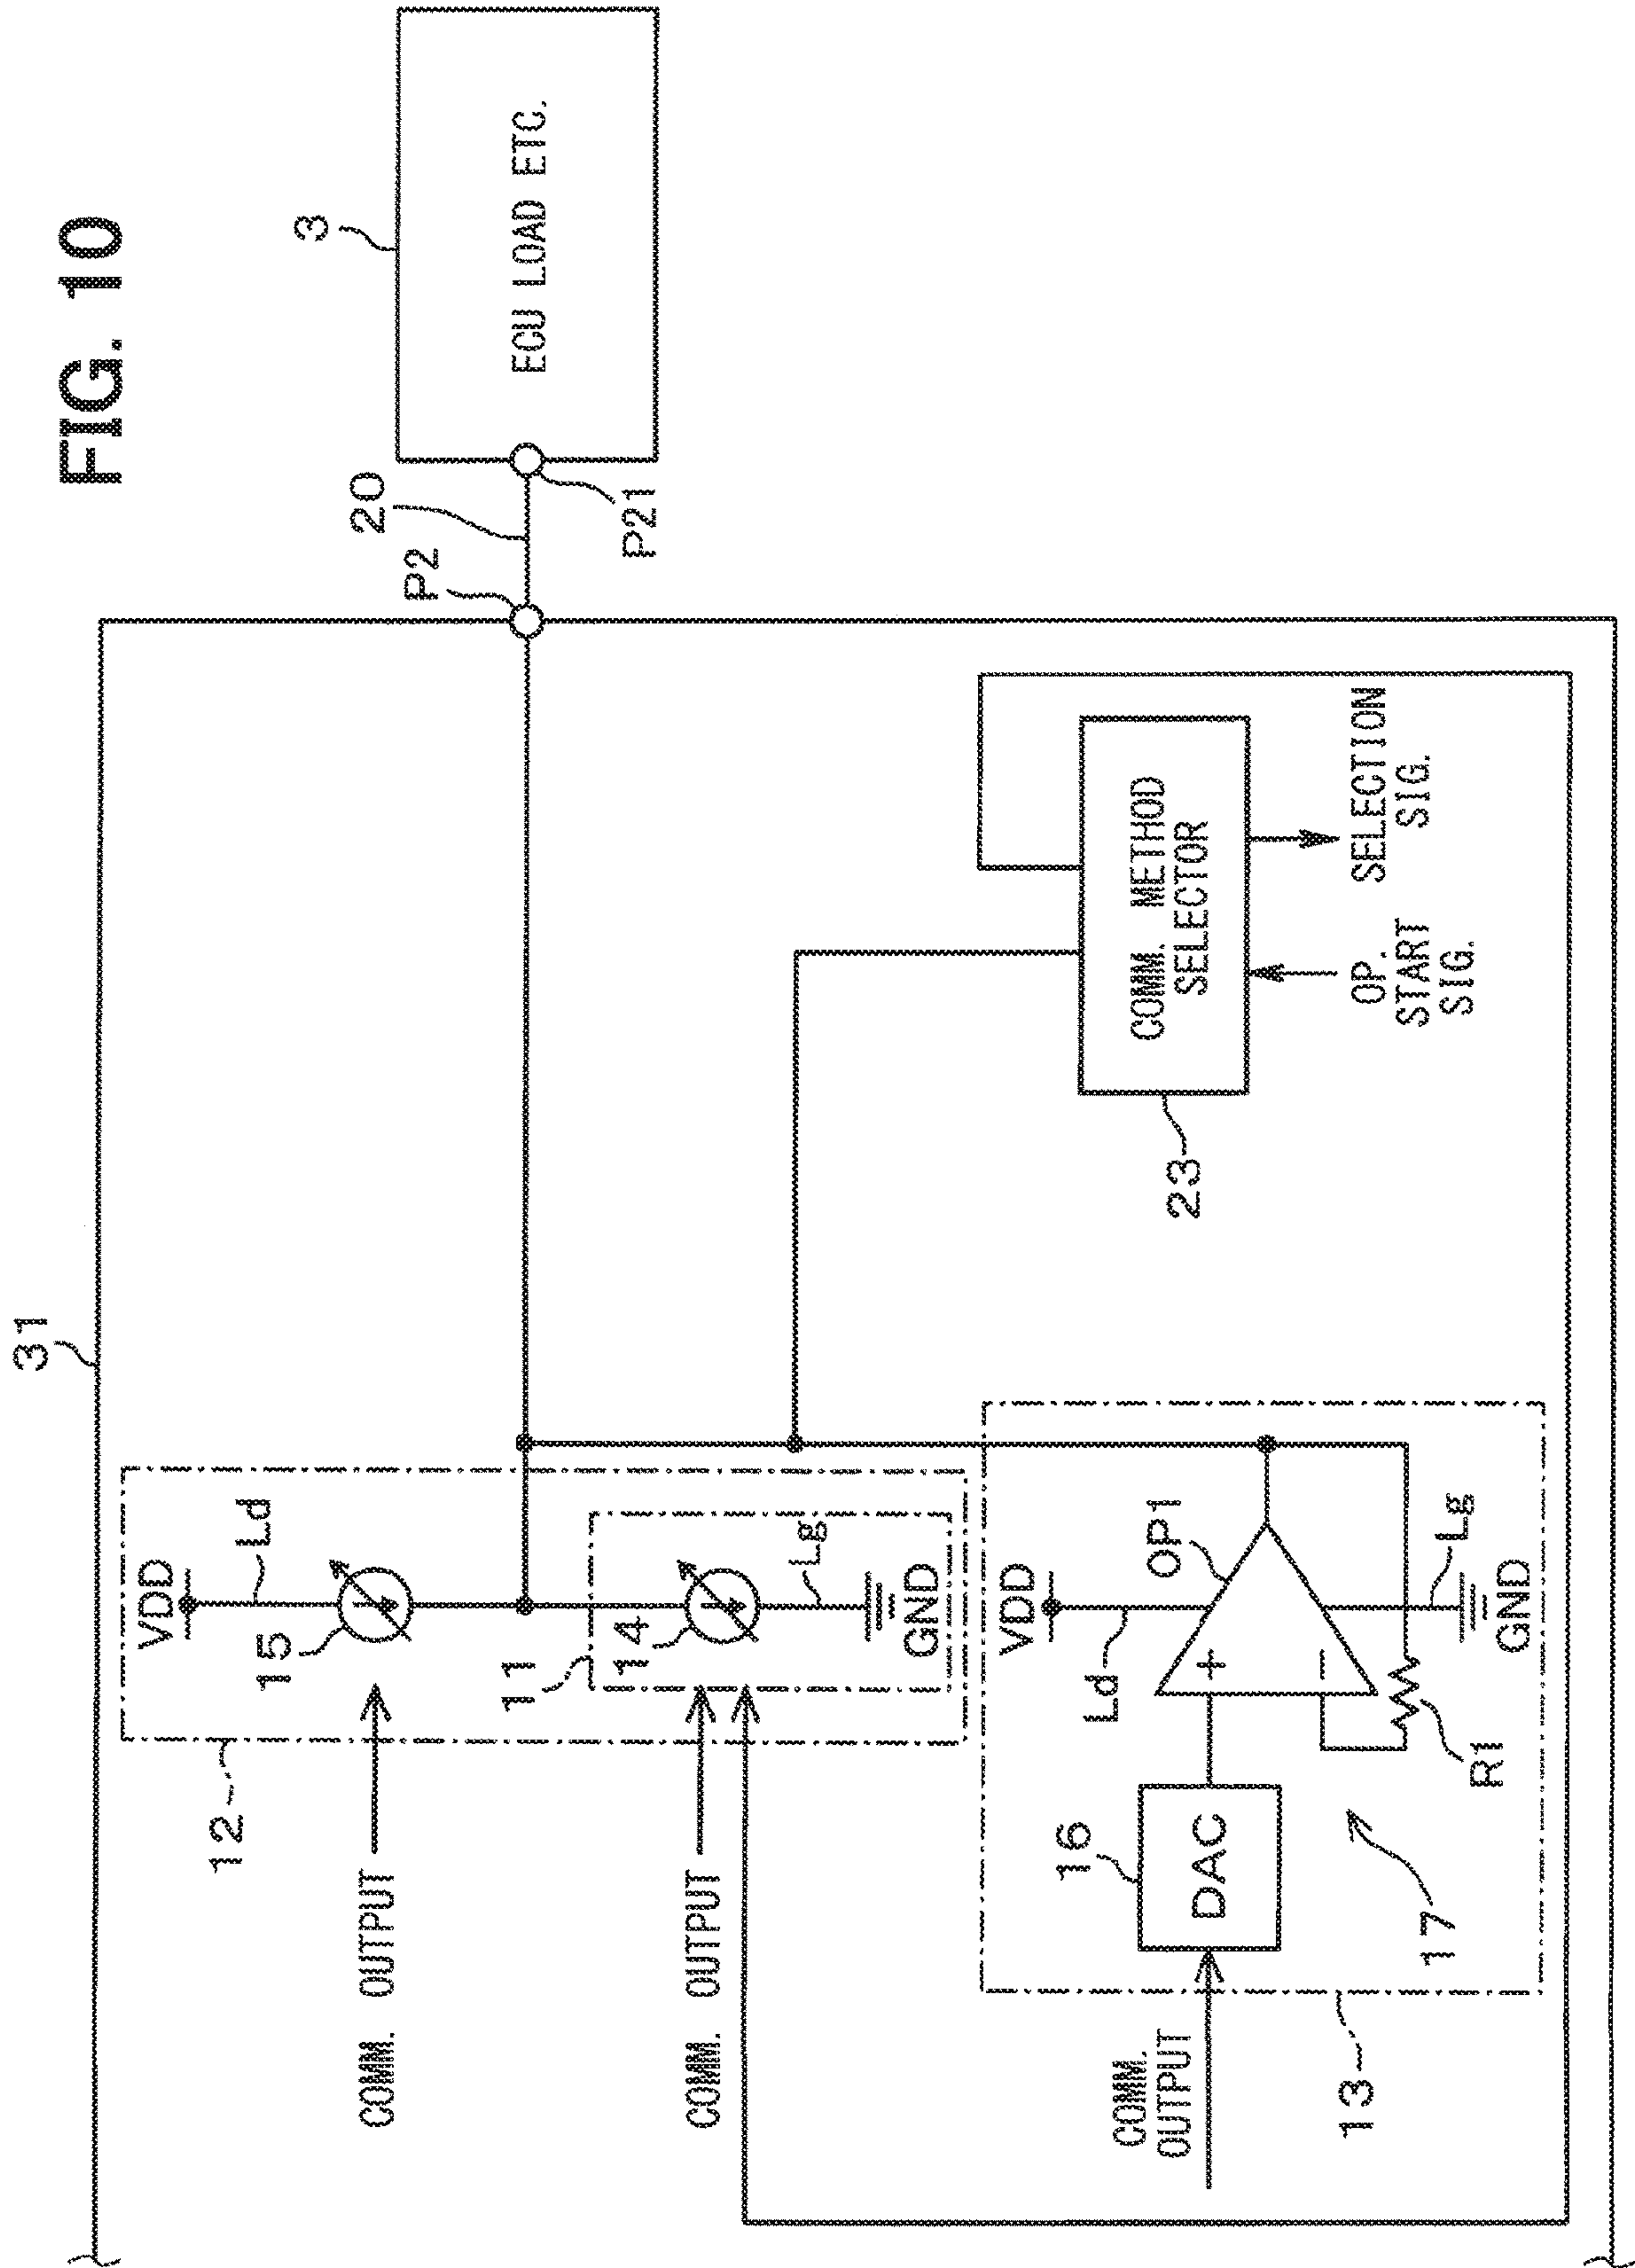 FIG. 10
31
3
ECU LOAD ETC.
20
P2
P21
12
VDD
Ld
15
COMM. OUTPUT
11
14
Lg
GND
COMM. OUTPUT
COMM. METHOD
SELECTOR
23
OP.
START
SIG.
SELECTION
SIG.
VDD
Ld
OP1
+
−
16
DAC
COMM.
OUTPUT
Lg
GND
R1
17
13